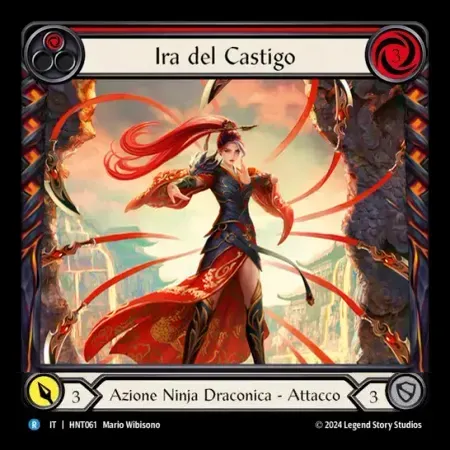 Ira del Castigo
3
3 Azione Ninja Draconica - Attacco 3
R IT | HNT061 Mario Wibisono © 2024 Legend Story Studios